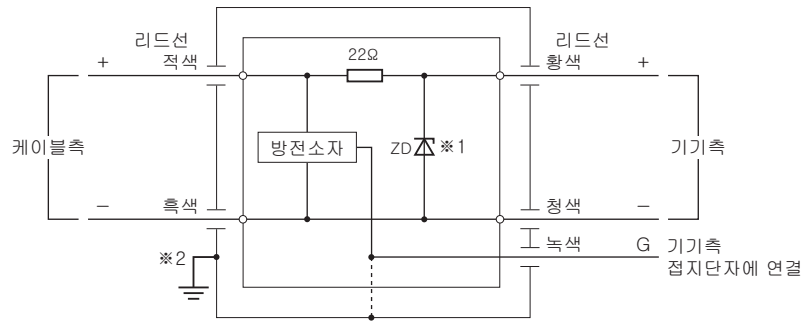 리드선
적색
22Ω
리드선
황색
+
+
케이블측
방전소자
ZD
※1
기기측
−
흑색
청색
−
녹색
G
기기측
접지단자에 연결
※2